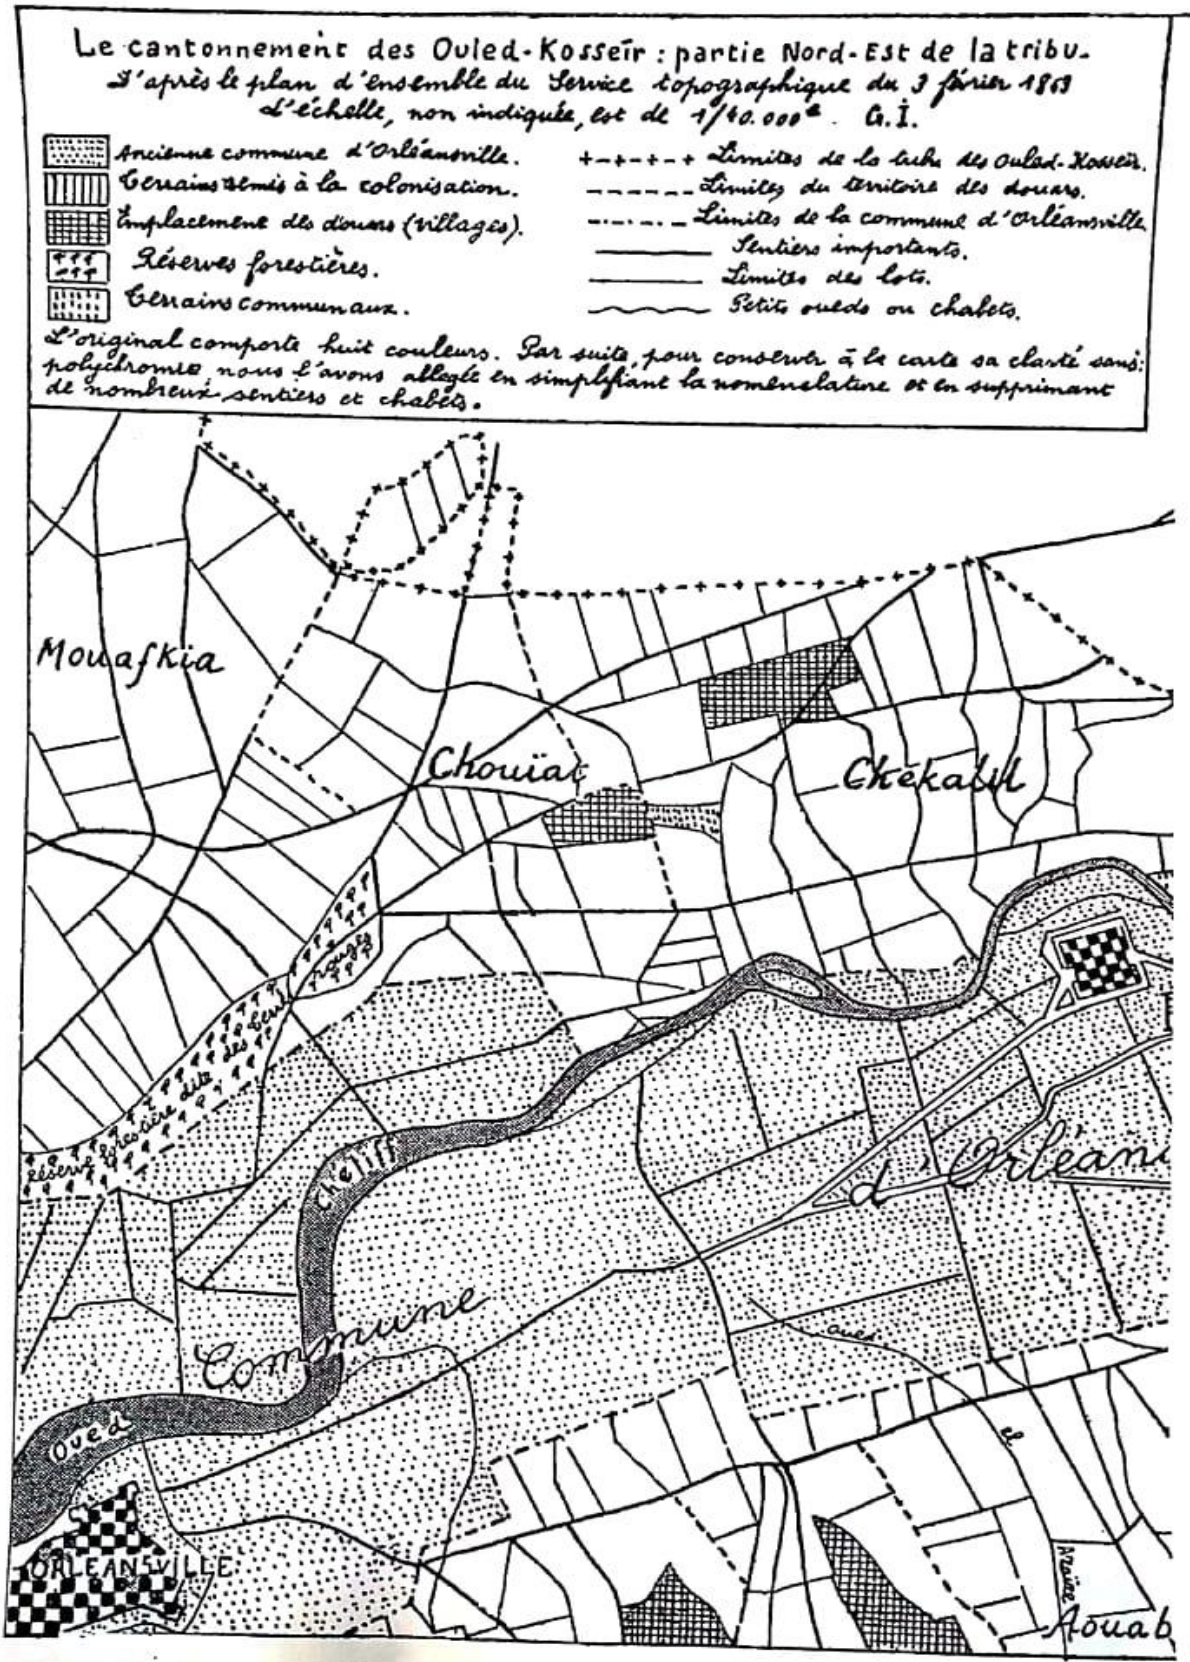 Le cantonnement des Ouled-Kosseïr : partie Nord-Est de la tribu.
D'après le plan d'ensemble du Service topographique du 3 février 1863
L'échelle, non indiquée, est de 1/40.000e. G.I.
Ancienne commune d'Orléansville.
Terrains remis à la colonisation.
Emplacement des douars (villages).
Réserves forestières.
Terrains communaux.
Limites de la tribu des Ouled-Kosseïr.
Limites du territoire des douars.
Limites de la commune d'Orléansville
Sentiers importants.
Limites des lots.
Petits oueds ou chabets.
L'original comporte huit couleurs. Par suite, pour conserver à la carte sa clarté sans
polychromie nous l'avons allégée en simplifiant la nomenclature et en supprimant
de nombreux sentiers et chabets.
Mouafkia
Chouïat
Chékalil
Réserve forestière dite des Terres rouges
Chéliff
d'Orléans
Commune
Oued
Oued
el
ORLEANSVILLE
Aouab